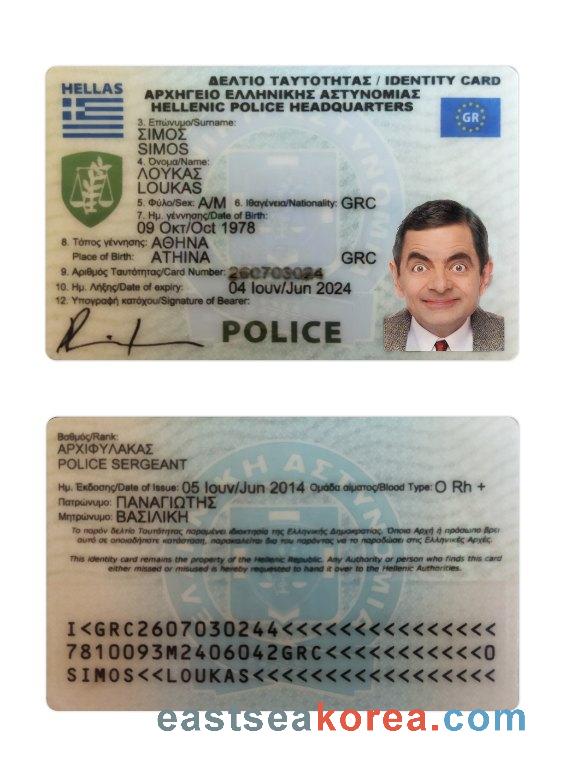 HELLAS
ΔΕΛΤΙΟ ΤΑΥΤΟΤΗΤΑΣ / IDENTITY CARD
ΑΡΧΗΓΕΙΟ ΕΛΛΗΝΙΚΗΣ ΑΣΤΥΝΟΜΙΑΣ
HELLENIC POLICE HEADQUARTERS
GR
3. Επώνυμο/Surname:
ΣΙΜΟΣ
SIMOS
4. Όνομα/Name:
ΛΟΥΚΑΣ
LOUKAS
5. Φύλο/Sex: Α/M 6. Ιθαγένεια/Nationality: GRC
7. Ημ. γέννησης/Date of Birth:
09 Οκτ/Oct 1978
8. Τόπος γέννησης: ΑΘΗΝΑ
Place of Birth: ATHINA GRC
9. Αριθμός Ταυτότητας/Card Number: 260703024
10. Ημ. Λήξης/Date of expiry: 04 Ιουν/Jun 2024
12. Υπογραφή κατόχου/Signature of Bearer:
POLICE
Βαθμός/Rank:
ΑΡΧΙΦΥΛΑΚΑΣ
POLICE SERGEANT
Ημ. Έκδοσης/Date of Issue: 05 Ιουν/Jun 2014 Ομάδα αίματος/Blood Type: O Rh +
Πατρώνυμο: ΠΑΝΑΓΙΩΤΗΣ
Μητρώνυμο: ΒΑΣΙΛΙΚΗ
Το παρόν δελτίο Ταυτότητας παραμένει ιδιοκτησία της Ελληνικής Δημοκρατίας. Όποια Αρχή ή πρόσωπο βρει
αυτό σε οποιαδήποτε κατάσταση, παρακαλείται δια του παρόντος να το παραδώσει στις Ελληνικές Αρχές.
This identity card remains the property of the Hellenic Republic. Any Authority or person who finds this card
either missed or misused is hereby requested to hand it over to the Hellenic Authorities.
I<GRC2607030244<<<<<<<<<<<<<<<
7810093M2406042GRC<<<<<<<<<<<0
SIMOS<<LOUKAS<<<<<<<<<<<<<<<<<
eastseakorea.com